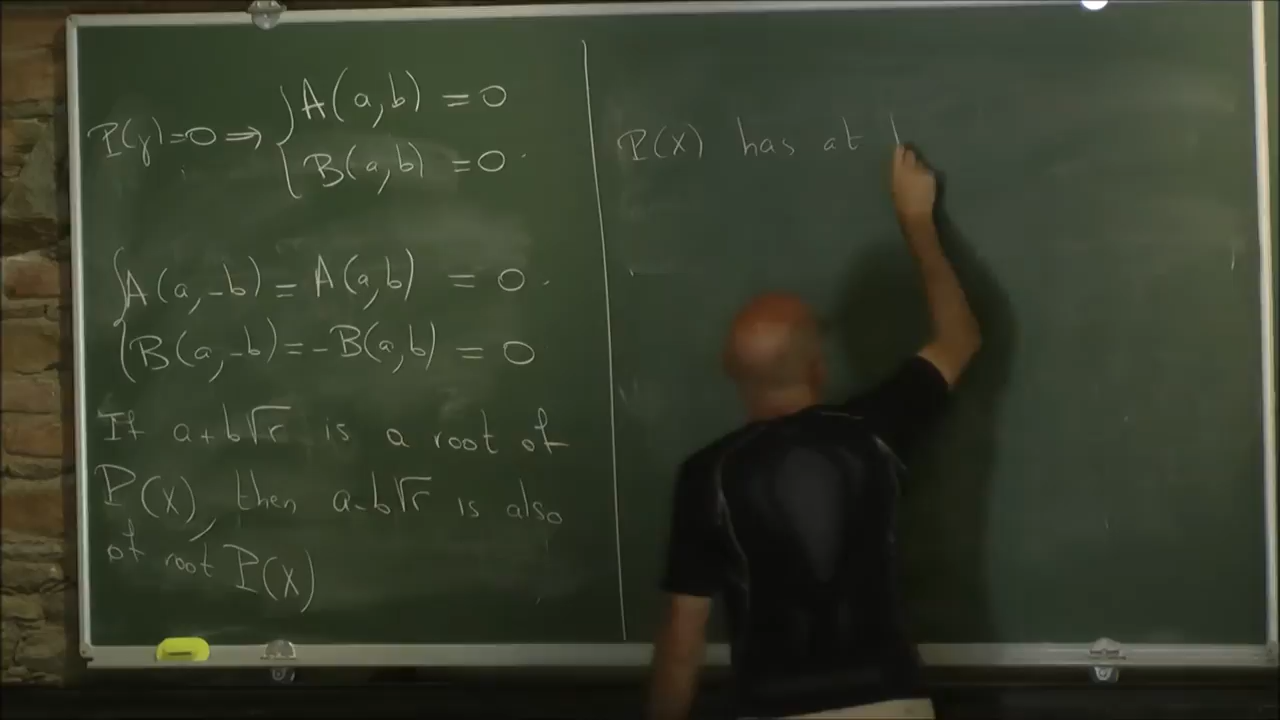 P(γ)=0 ⇒ { A(a,b) = 0
B(a,b) = 0.
{ A(a,-b) = A(a,b) = 0.
B(a,-b) = -B(a,b) = 0
If a+b√r is a root of
P(X), then a-b√r is also
of root P(X)
P(X) has at